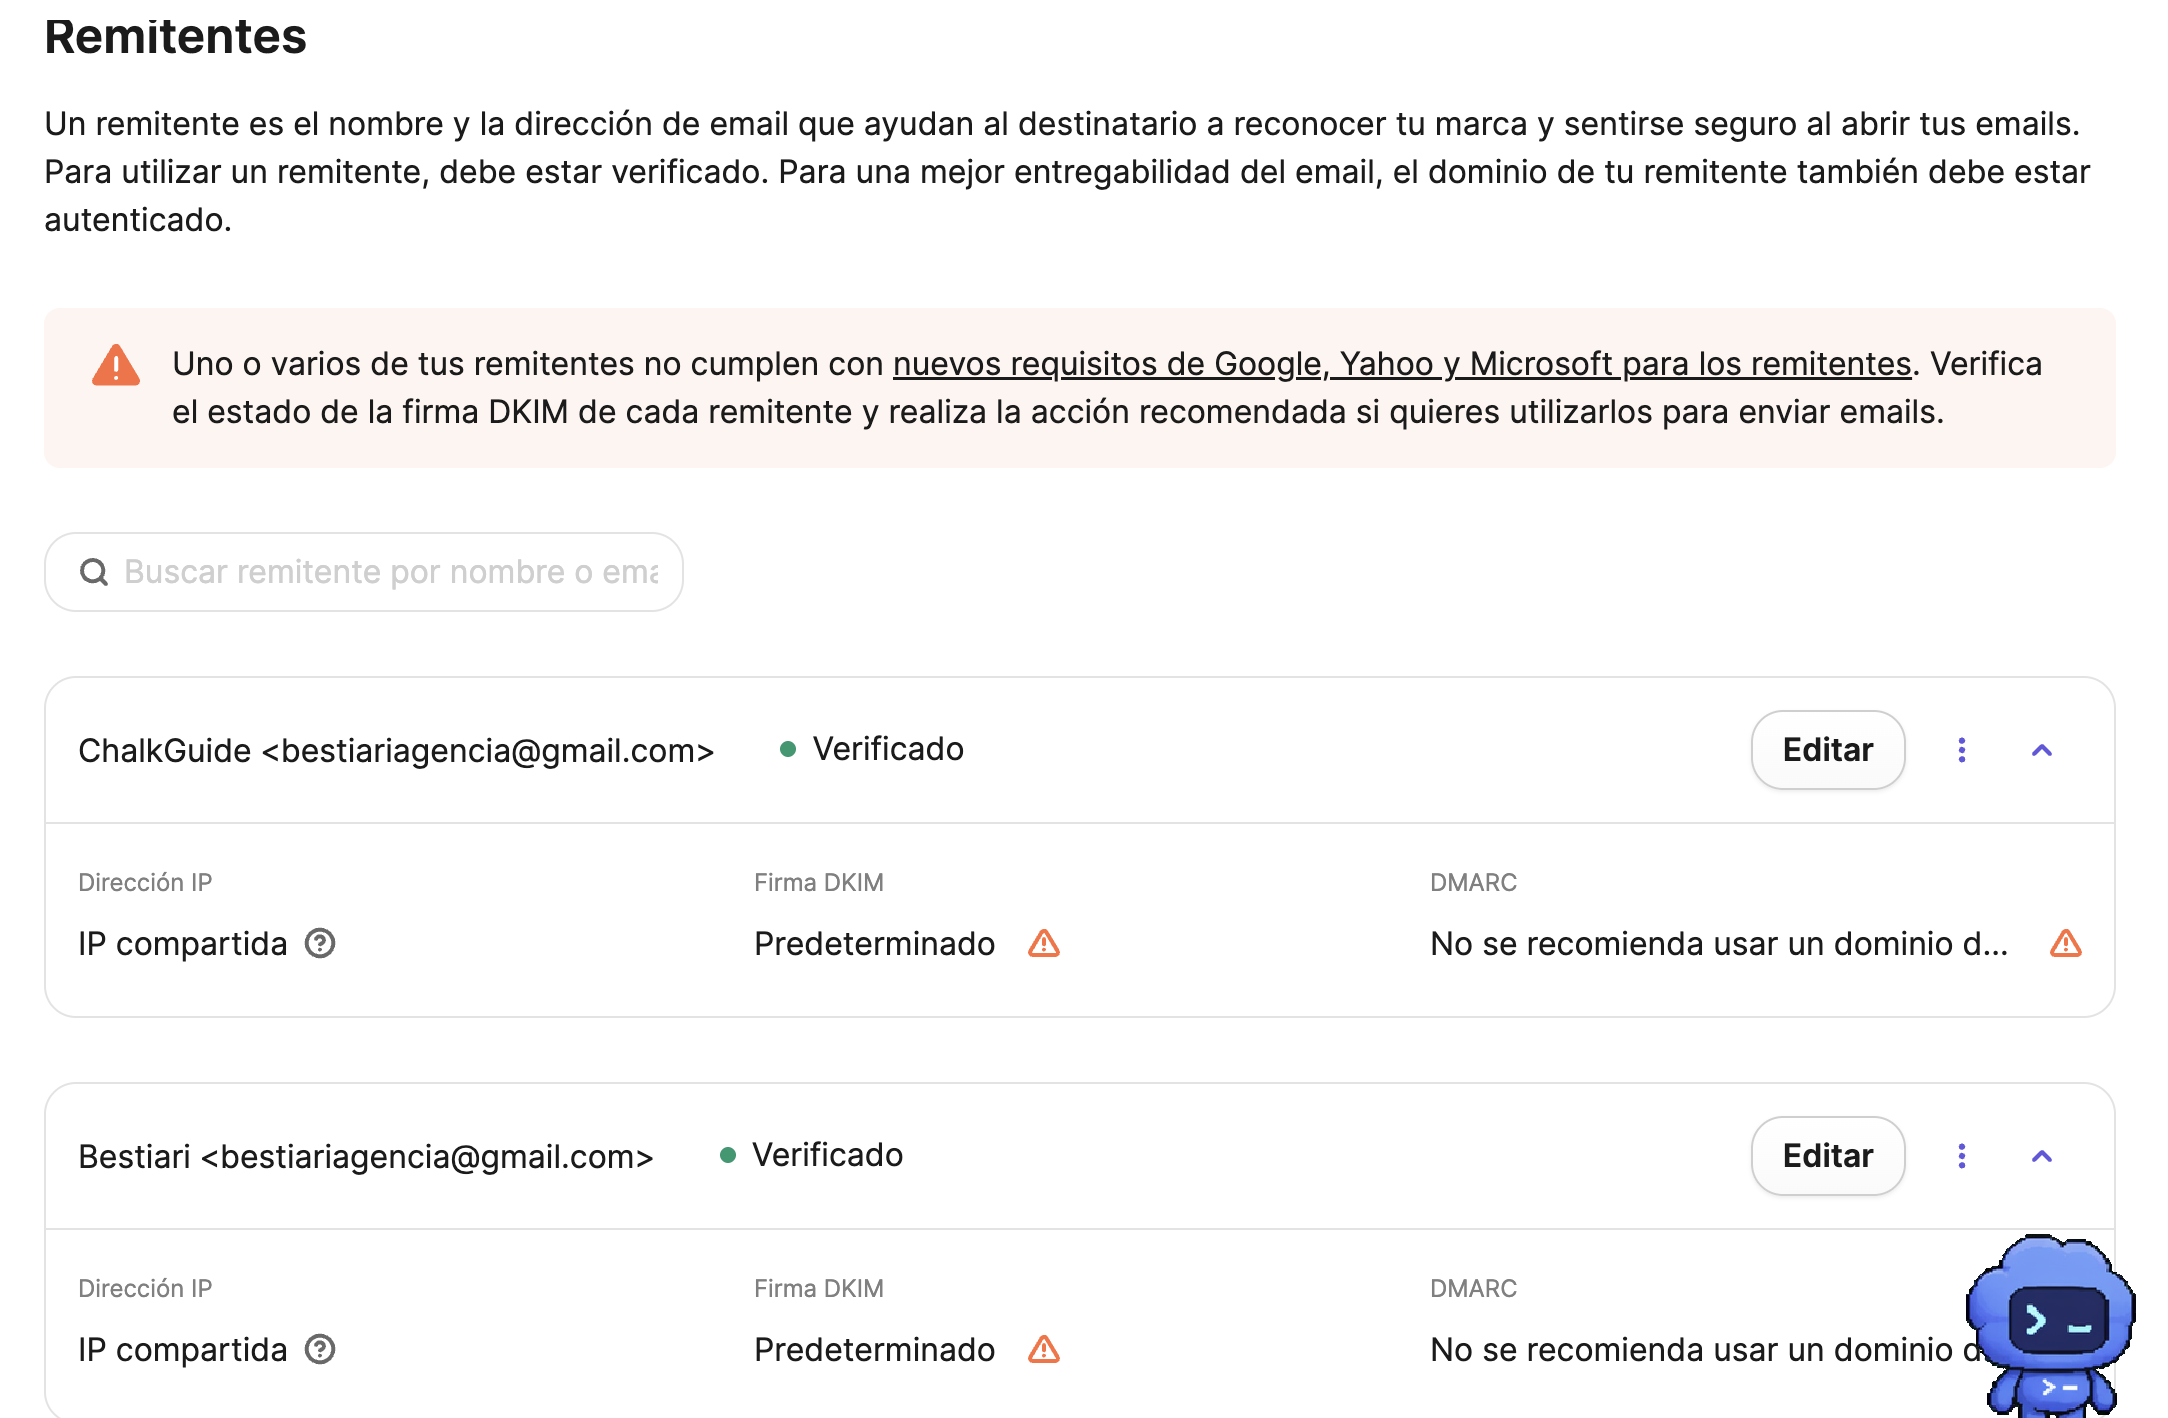 Remitentes
Un remitente es el nombre y la dirección de email que ayudan al destinatario a reconocer tu marca y sentirse seguro al abrir tus emails.
Para utilizar un remitente, debe estar verificado. Para una mejor entregabilidad del email, el dominio de tu remitente también debe estar
autenticado.
Uno o varios de tus remitentes no cumplen con nuevos requisitos de Google, Yahoo y Microsoft para los remitentes. Verifica
el estado de la firma DKIM de cada remitente y realiza la acción recomendada si quieres utilizarlos para enviar emails.
Buscar remitente por nombre o ema
ChalkGuide <bestiariagencia@gmail.com> Verificado Editar
Dirección IP Firma DKIM DMARC
IP compartida Predeterminado No se recomienda usar un dominio d...
Bestiari <bestiariagencia@gmail.com> Verificado Editar
Dirección IP Firma DKIM DMARC
IP compartida Predeterminado No se recomienda usar un dominio d